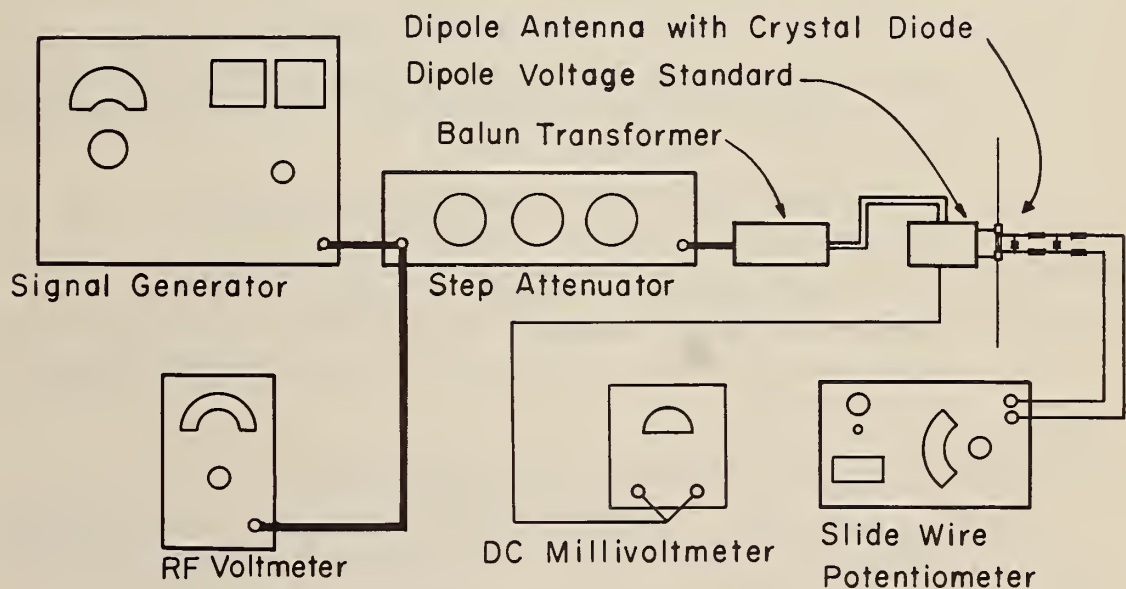 Dipole Antenna with Crystal Diode
Dipole Voltage Standard
Balun Transformer
Signal Generator
Step Attenuator
RF Voltmeter
DC Millivoltmeter
Slide Wire
Potentiometer